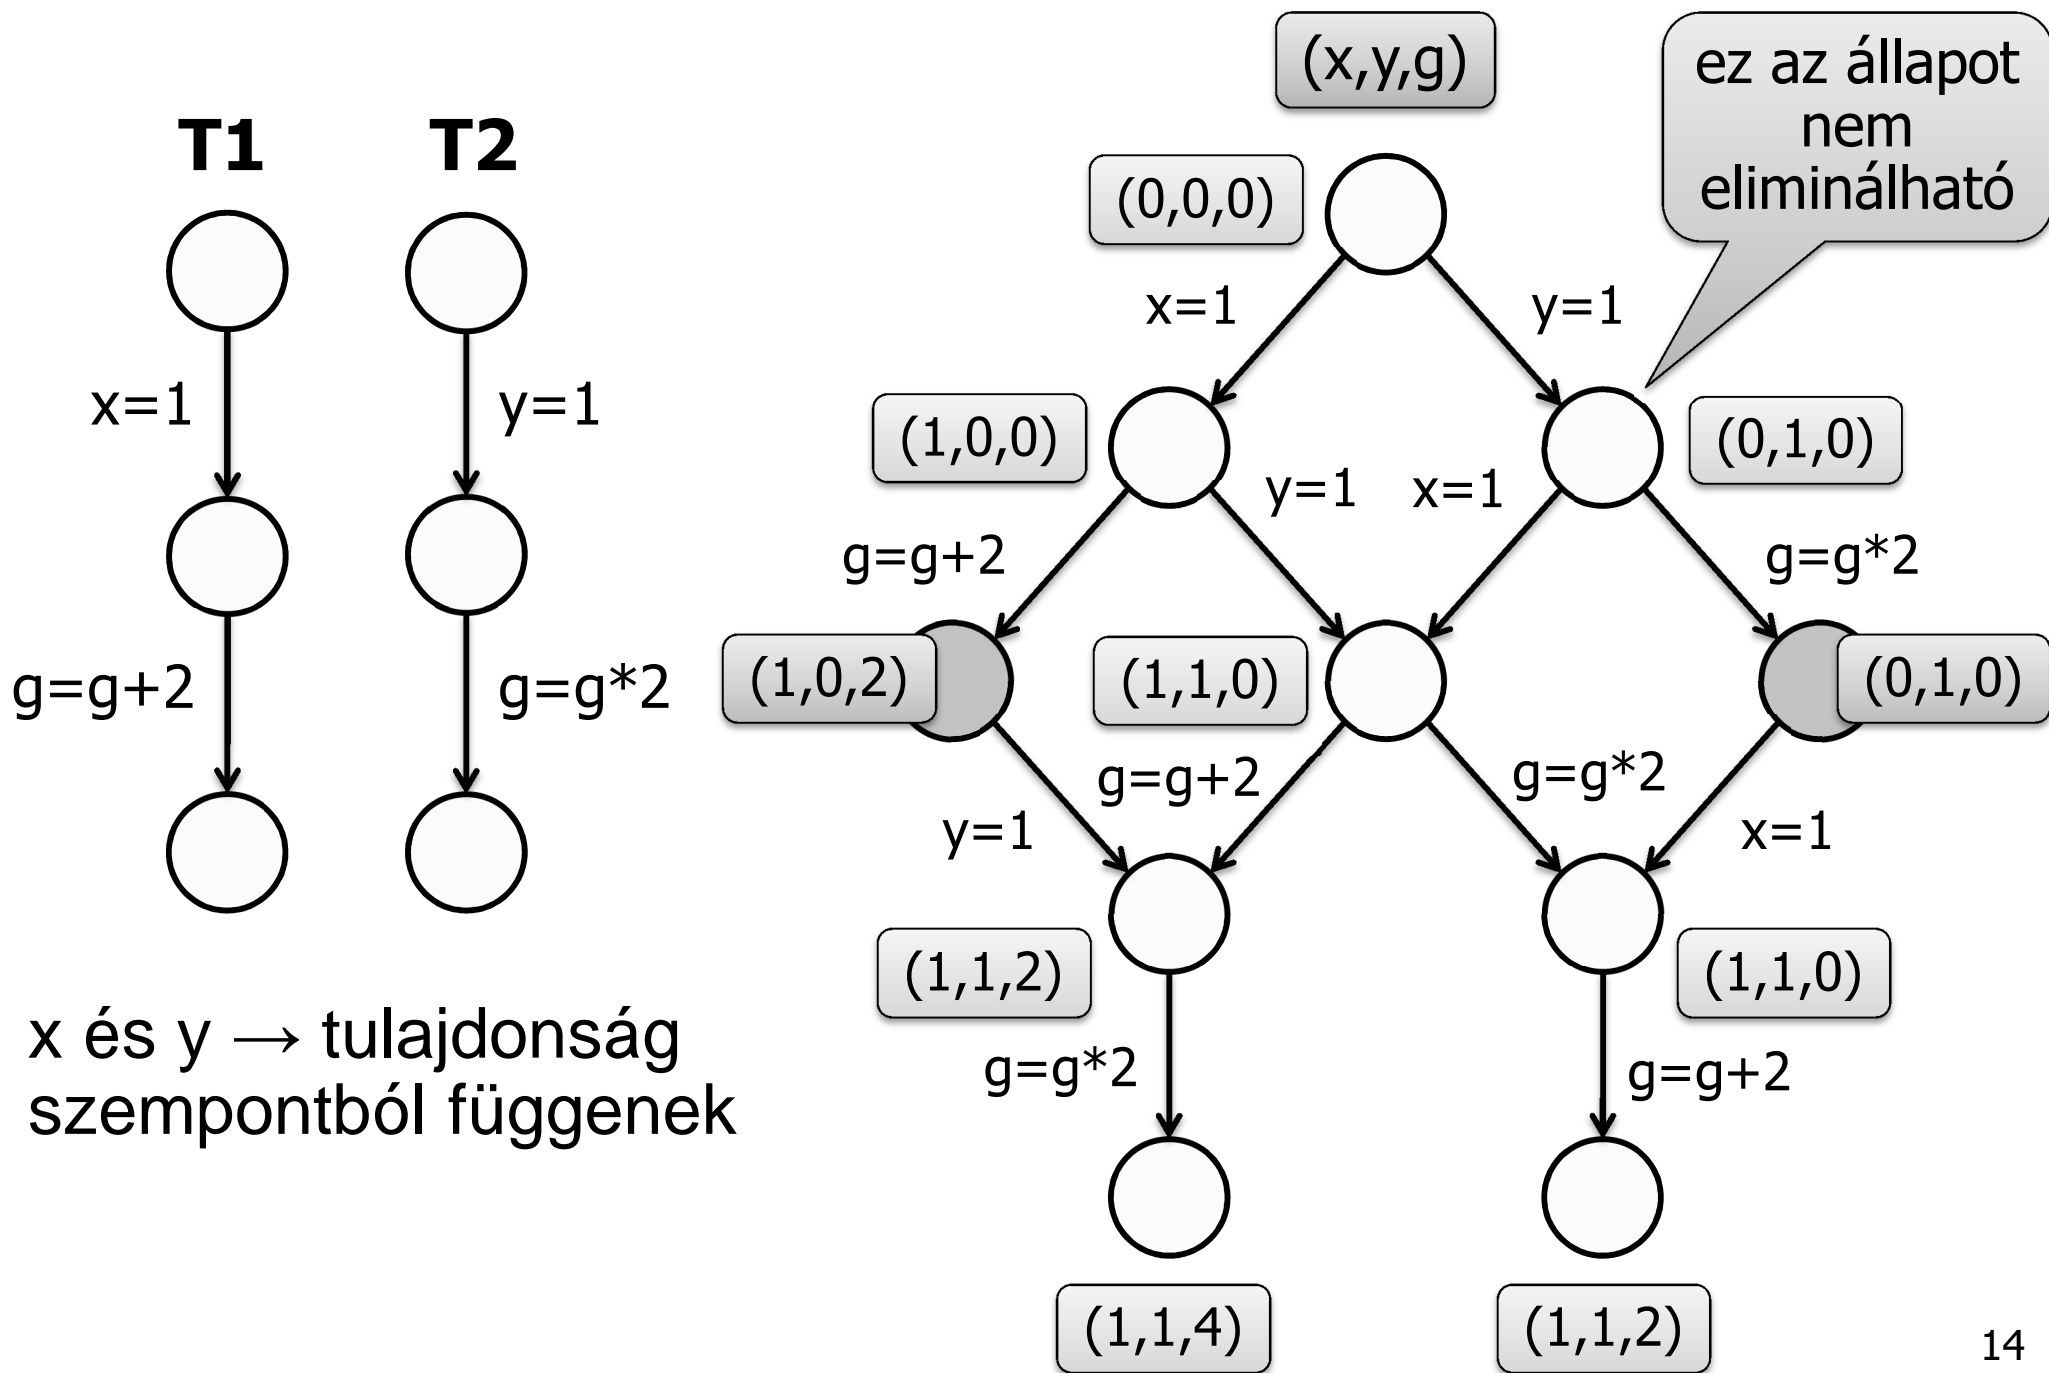 T1 T2
x=1 y=1
g=g+2 g=g*2
x és y → tulajdonság
szempontból függenek
(x,y,g)
ez az állapot
nem
eliminálható
(0,0,0)
x=1 y=1
(1,0,0) (0,1,0)
y=1 x=1
g=g+2 g=g*2
(1,0,2) (1,1,0) (0,1,0)
g=g+2 g=g*2
y=1 x=1
(1,1,2) (1,1,0)
g=g*2 g=g+2
(1,1,4) (1,1,2)
14